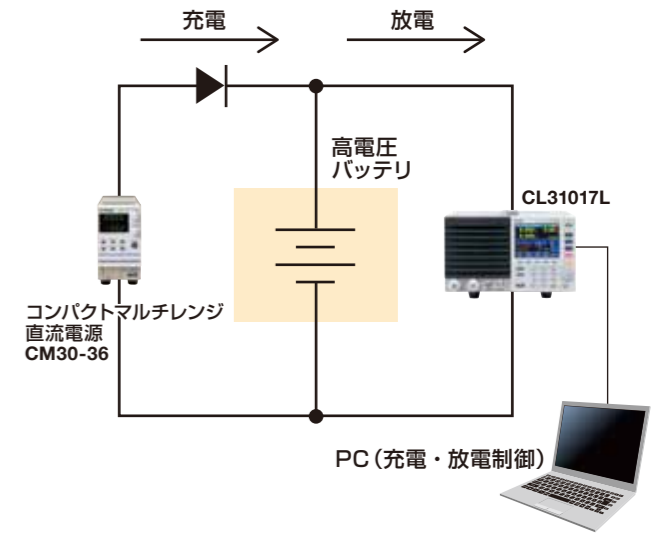 充電
放電
高電圧
バッテリ
CL31017L
コンパクトマルチレンジ
直流電源
CM30-36
PC（充電・放電制御）